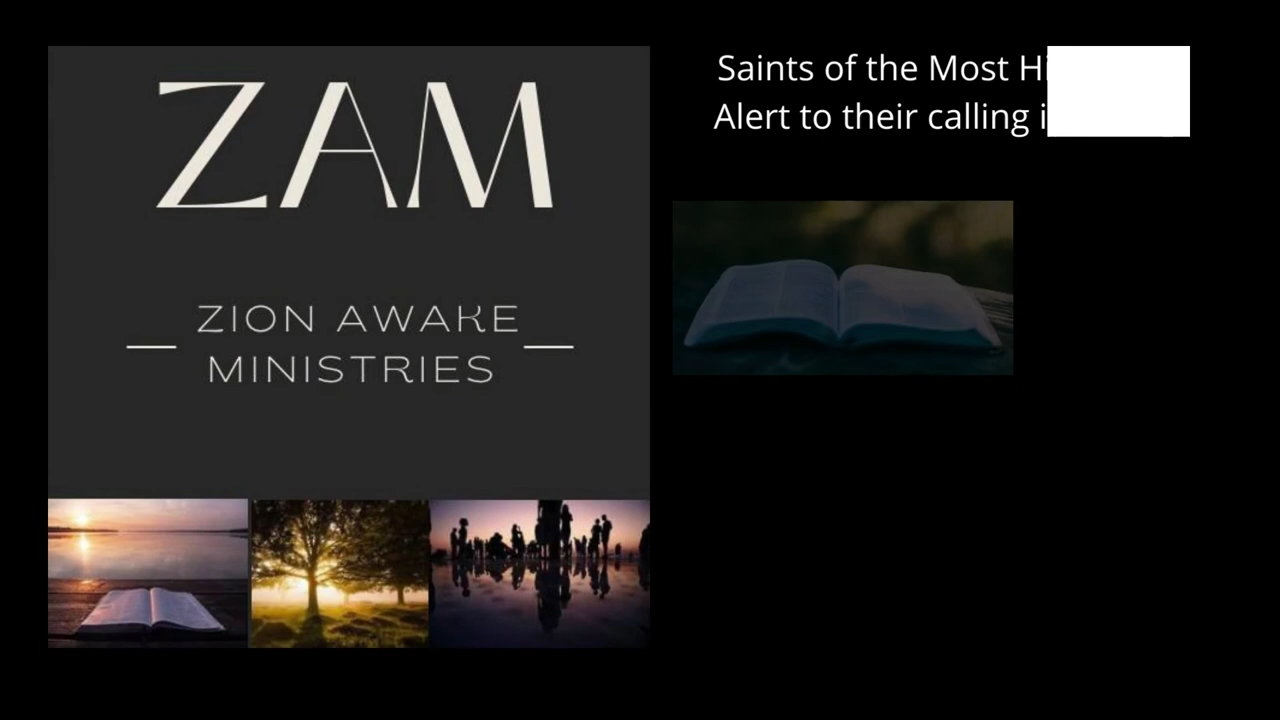 ZAM
ZION AWAKE
MINISTRIES
Saints of the Most
Alert to their calling